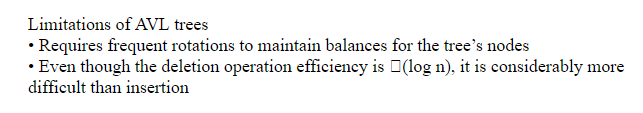 Limitations of AVL trees
• Requires frequent rotations to maintain balances for the tree’s nodes
• Even though the deletion operation efficiency is □(log n), it is considerably more
difficult than insertion